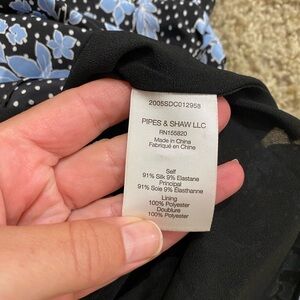 2005SDC012958
PIPES & SHAW LLC
RN155820
Made in China
Fabriqué en Chine
Self
91% Silk 9% Elastane
Principal
91% Soie 9% Élasthanne
Lining
100% Polyester
Doublure
100% Polyester